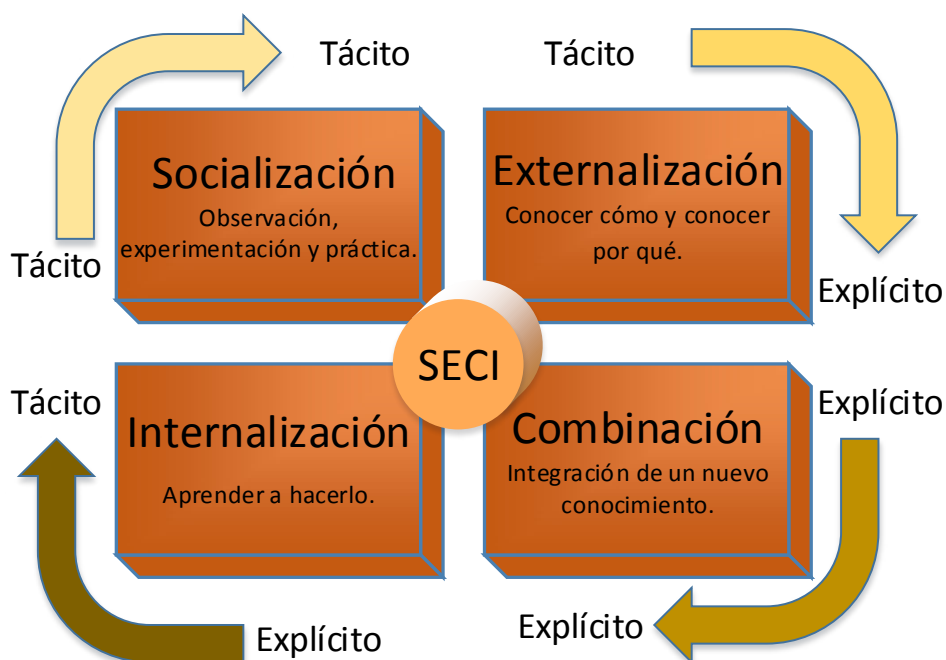 Tácito
Tácito
Socialización
Observación,
experimentación y práctica.
Externalización
Conocer cómo y conocer
por qué.
Tácito
Explícito
SECI
Tácito
Explícito
Internalización
Aprender a hacerlo.
Combinación
Integración de un nuevo
conocimiento.
Explícito
Explícito